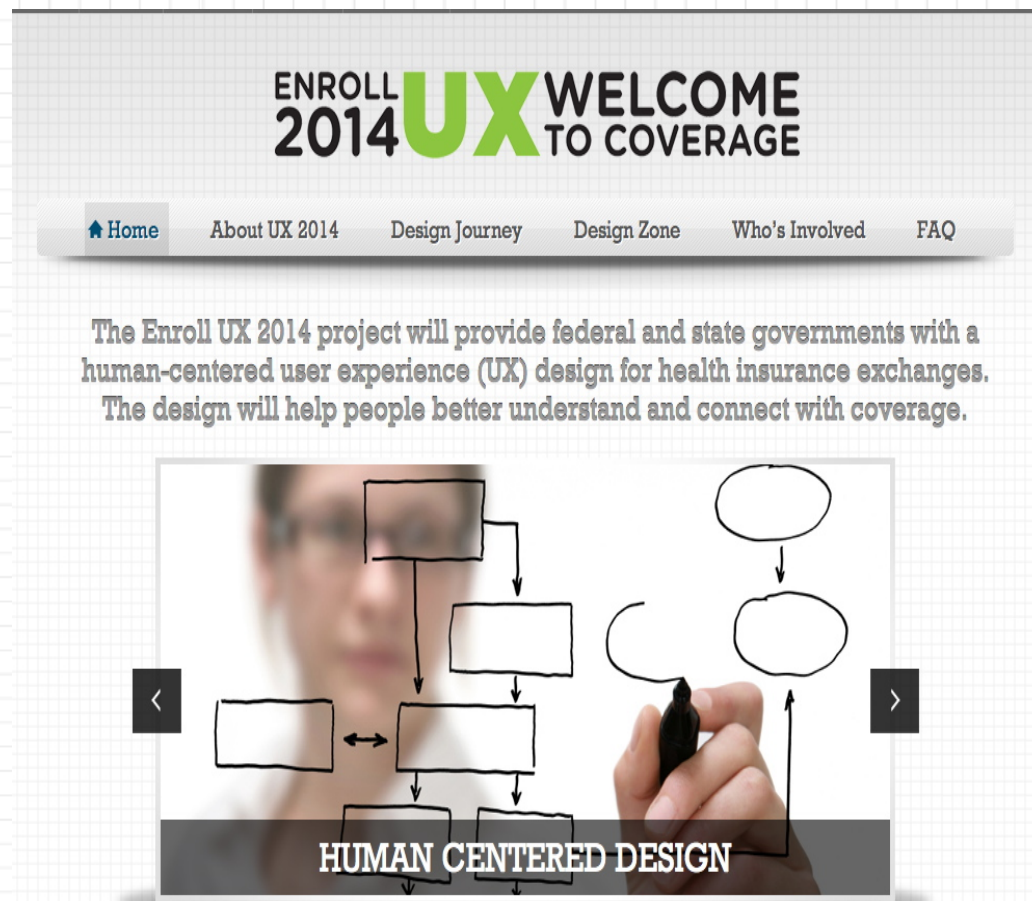 ENROLL
2014
UX
WELCOME
TO COVERAGE
Home About UX 2014 Design Journey Design Zone Who's Involved FAQ
The Enroll UX 2014 project will provide federal and state governments with a
human-centered user experience (UX) design for health insurance exchanges.
The design will help people better understand and connect with coverage.
HUMAN CENTERED DESIGN